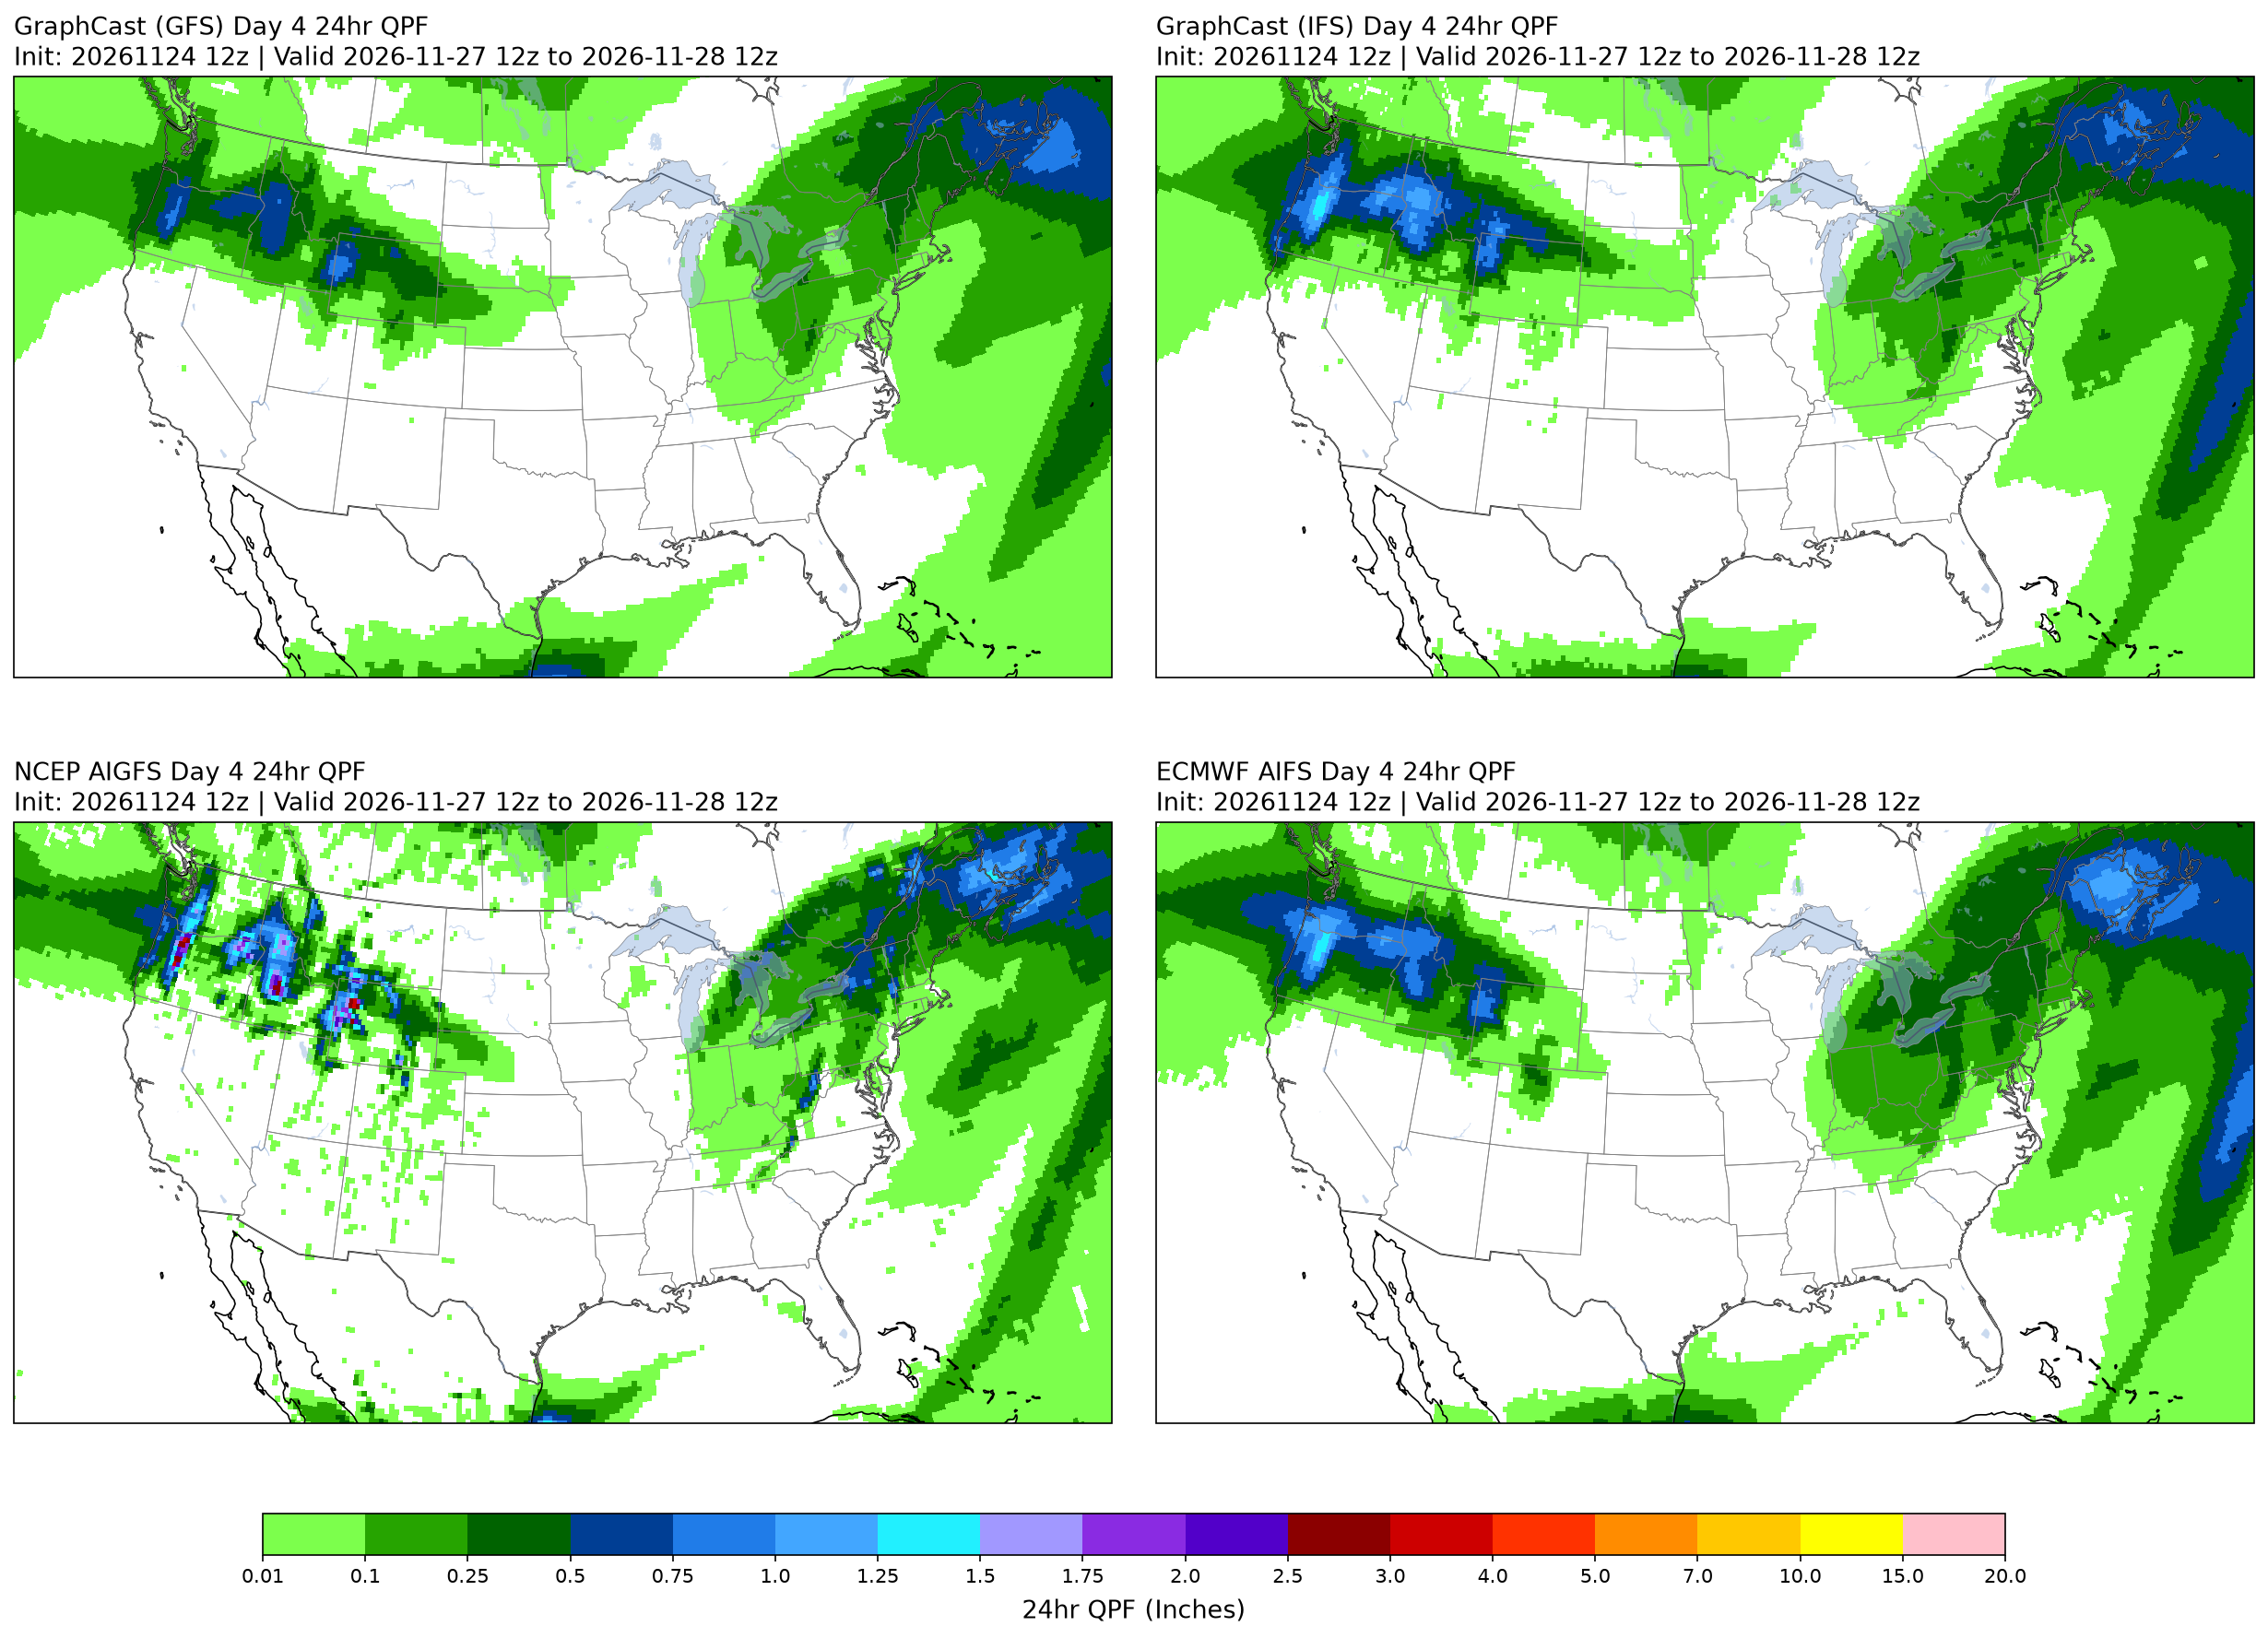 GraphCast (GFS) Day 4 24hr QPF
Init: 20261124 12z | Valid 2026-11-27 12z to 2026-11-28 12z
GraphCast (IFS) Day 4 24hr QPF
Init: 20261124 12z | Valid 2026-11-27 12z to 2026-11-28 12z
NCEP AIGFS Day 4 24hr QPF
Init: 20261124 12z | Valid 2026-11-27 12z to 2026-11-28 12z
ECMWF AIFS Day 4 24hr QPF
Init: 20261124 12z | Valid 2026-11-27 12z to 2026-11-28 12z
0.01 0.1 0.25 0.5 0.75 1.0 1.25 1.5 1.75 2.0 2.5 3.0 4.0 5.0 7.0 10.0 15.0 20.0
24hr QPF (Inches)